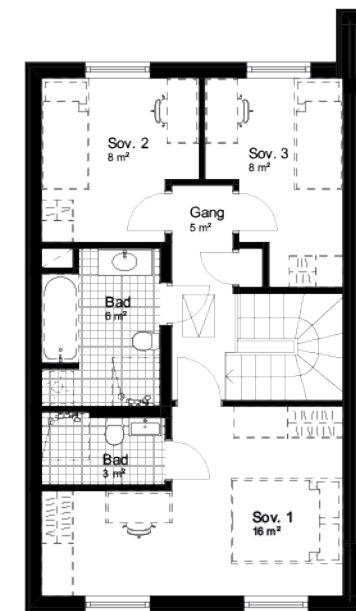 Sov. 2
8 m²
Sov. 3
8 m²
Gang
5 m²
Bad
6 m²
Bad
3 m²
Sov. 1
16 m²